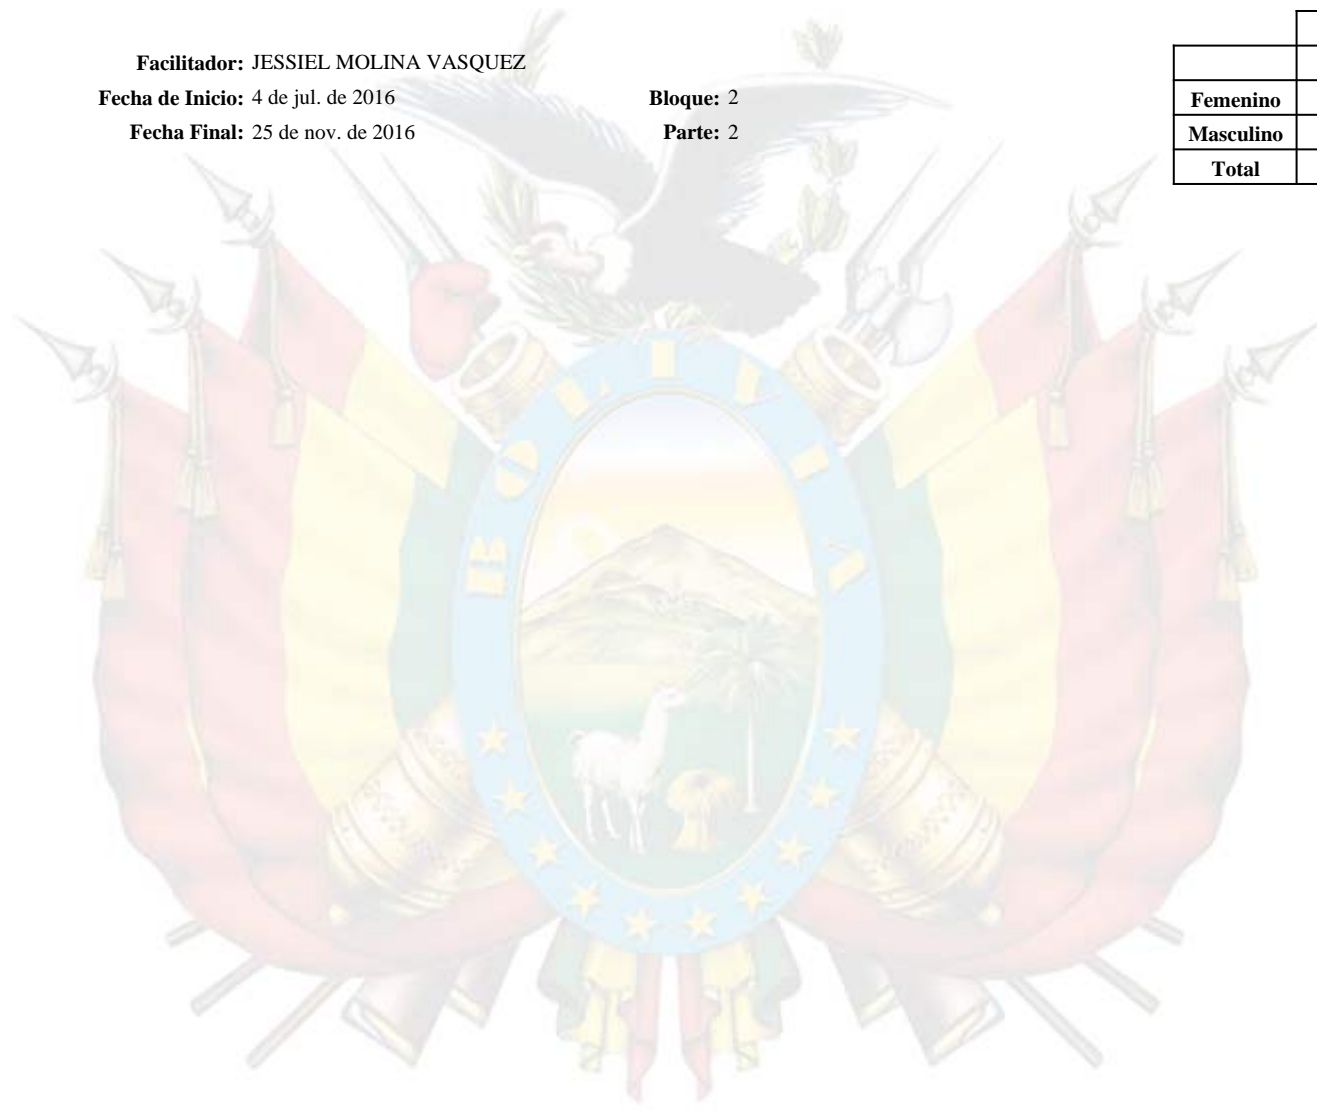 Facilitador: JESSIEL MOLINA VASQUEZ
Fecha de Inicio: 4 de jul. de 2016 Bloque: 2
Fecha Final: 25 de nov. de 2016 Parte: 2
Femenino
Masculino
Total
BOLIVIA